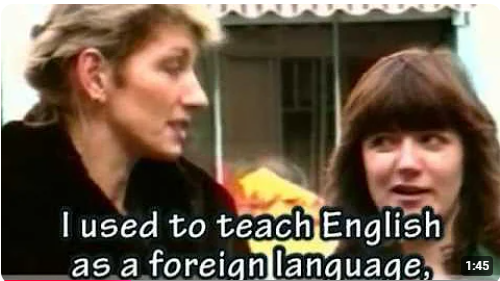 I used to teach English
as a foreign language,
1:45